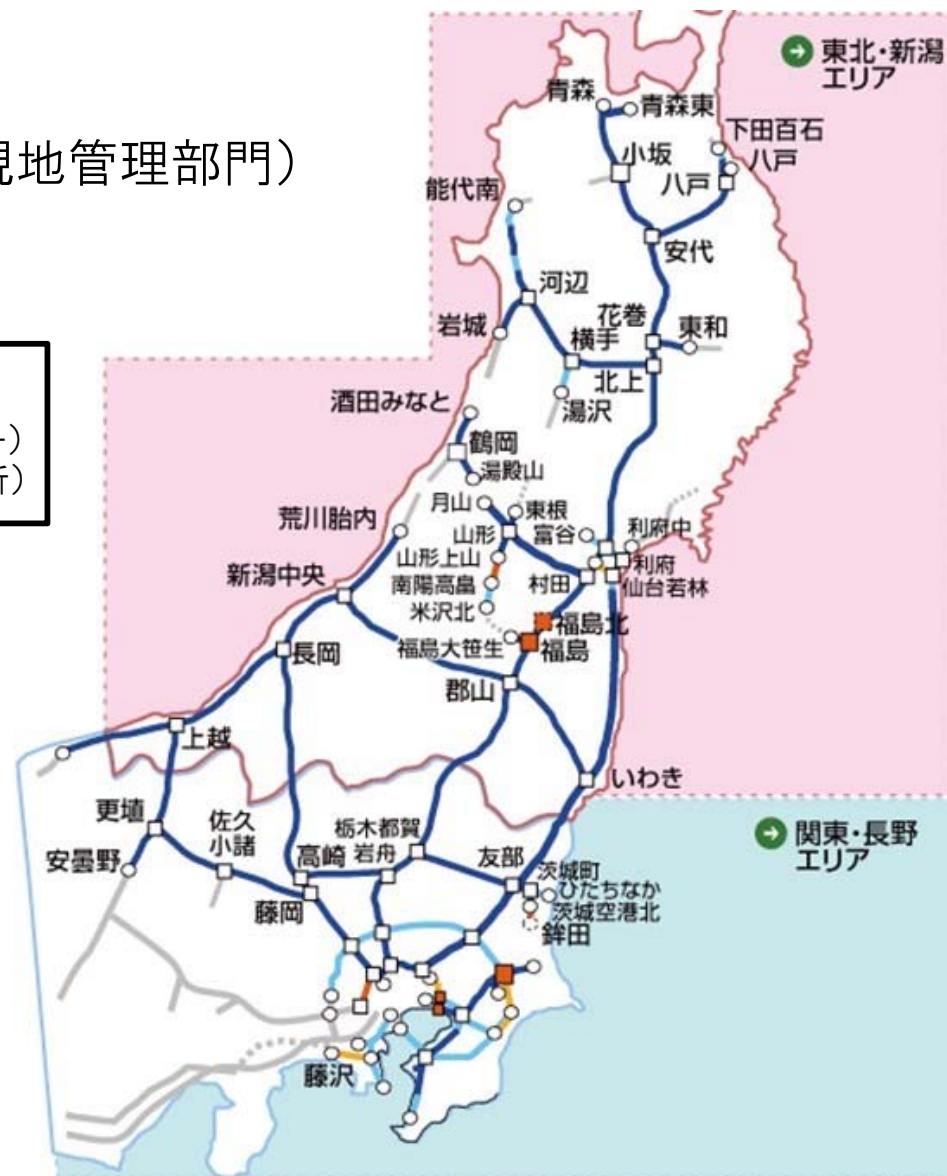 東北・新潟
エリア
現地管理部門）
青森
青森東
下田百石
八戸
小坂
八戸
能代南
安代
河辺
花巻
東和
岩城
横手
北上
酒田みなと
湯沢
鶴岡
湯殿山
月山
東根
荒川胎内
山形
富谷
利府中
山形上山
利府
新潟中央
南陽高畠
村田
仙台若林
米沢北
福島北
福島大笹生
福島
長岡
郡山
上越
いわき
更埴
佐久
小諸
栃木都賀
岩舟
高崎
友部
安曇野
茨城町
ひたちなか
茨城空港北
鉾田
藤岡
関東・長野
エリア
藤沢